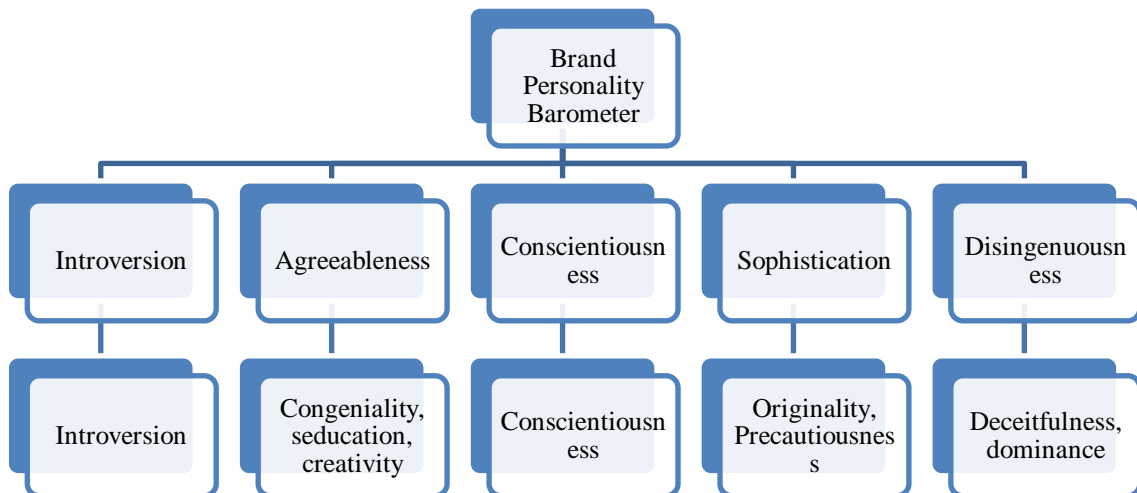 Brand
Personality
Barometer
Introversion
Agreeableness
Conscientiousn
ess
Sophistication
Disingenuousn
ess
Introversion
Congeniality,
seducation,
creativity
Conscientiousn
ess
Originality,
Precautiousnes
s
Deceitfulness,
dominance